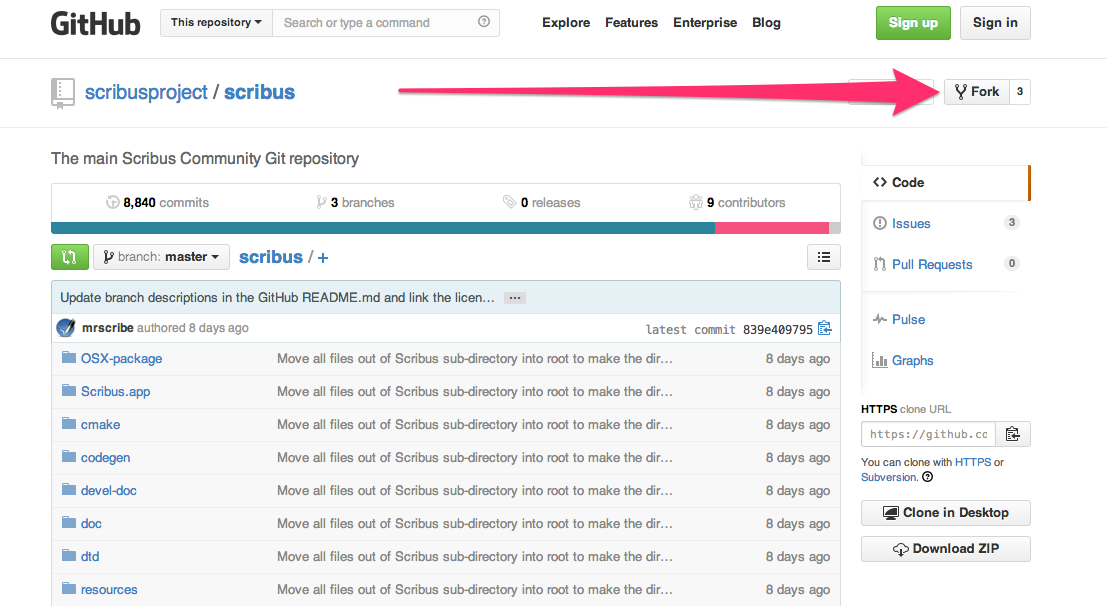 GitHub This repository Search or type a command Explore Features Enterprise Blog Sign up Sign in
scribusproject / scribus Fork 3
The main Scribus Community Git repository
8,840 commits 3 branches 0 releases 9 contributors
branch: master scribus / +
Update branch descriptions in the GitHub README.md and link the licen… ...
mrscribe authored 8 days ago latest commit 839e409795
OSX-package Move all files out of Scribus sub-directory into root to make the dir… 8 days ago
Scribus.app Move all files out of Scribus sub-directory into root to make the dir… 8 days ago
cmake Move all files out of Scribus sub-directory into root to make the dir… 8 days ago
codegen Move all files out of Scribus sub-directory into root to make the dir… 8 days ago
devel-doc Move all files out of Scribus sub-directory into root to make the dir… 8 days ago
doc Move all files out of Scribus sub-directory into root to make the dir… 8 days ago
dtd Move all files out of Scribus sub-directory into root to make the dir… 8 days ago
resources Move all files out of Scribus sub-directory into root to make the dir… 8 days ago
Code
Issues 3
Pull Requests 0
Pulse
Graphs
HTTPS clone URL
https://github.co
You can clone with HTTPS or
Subversion.
Clone in Desktop
Download ZIP